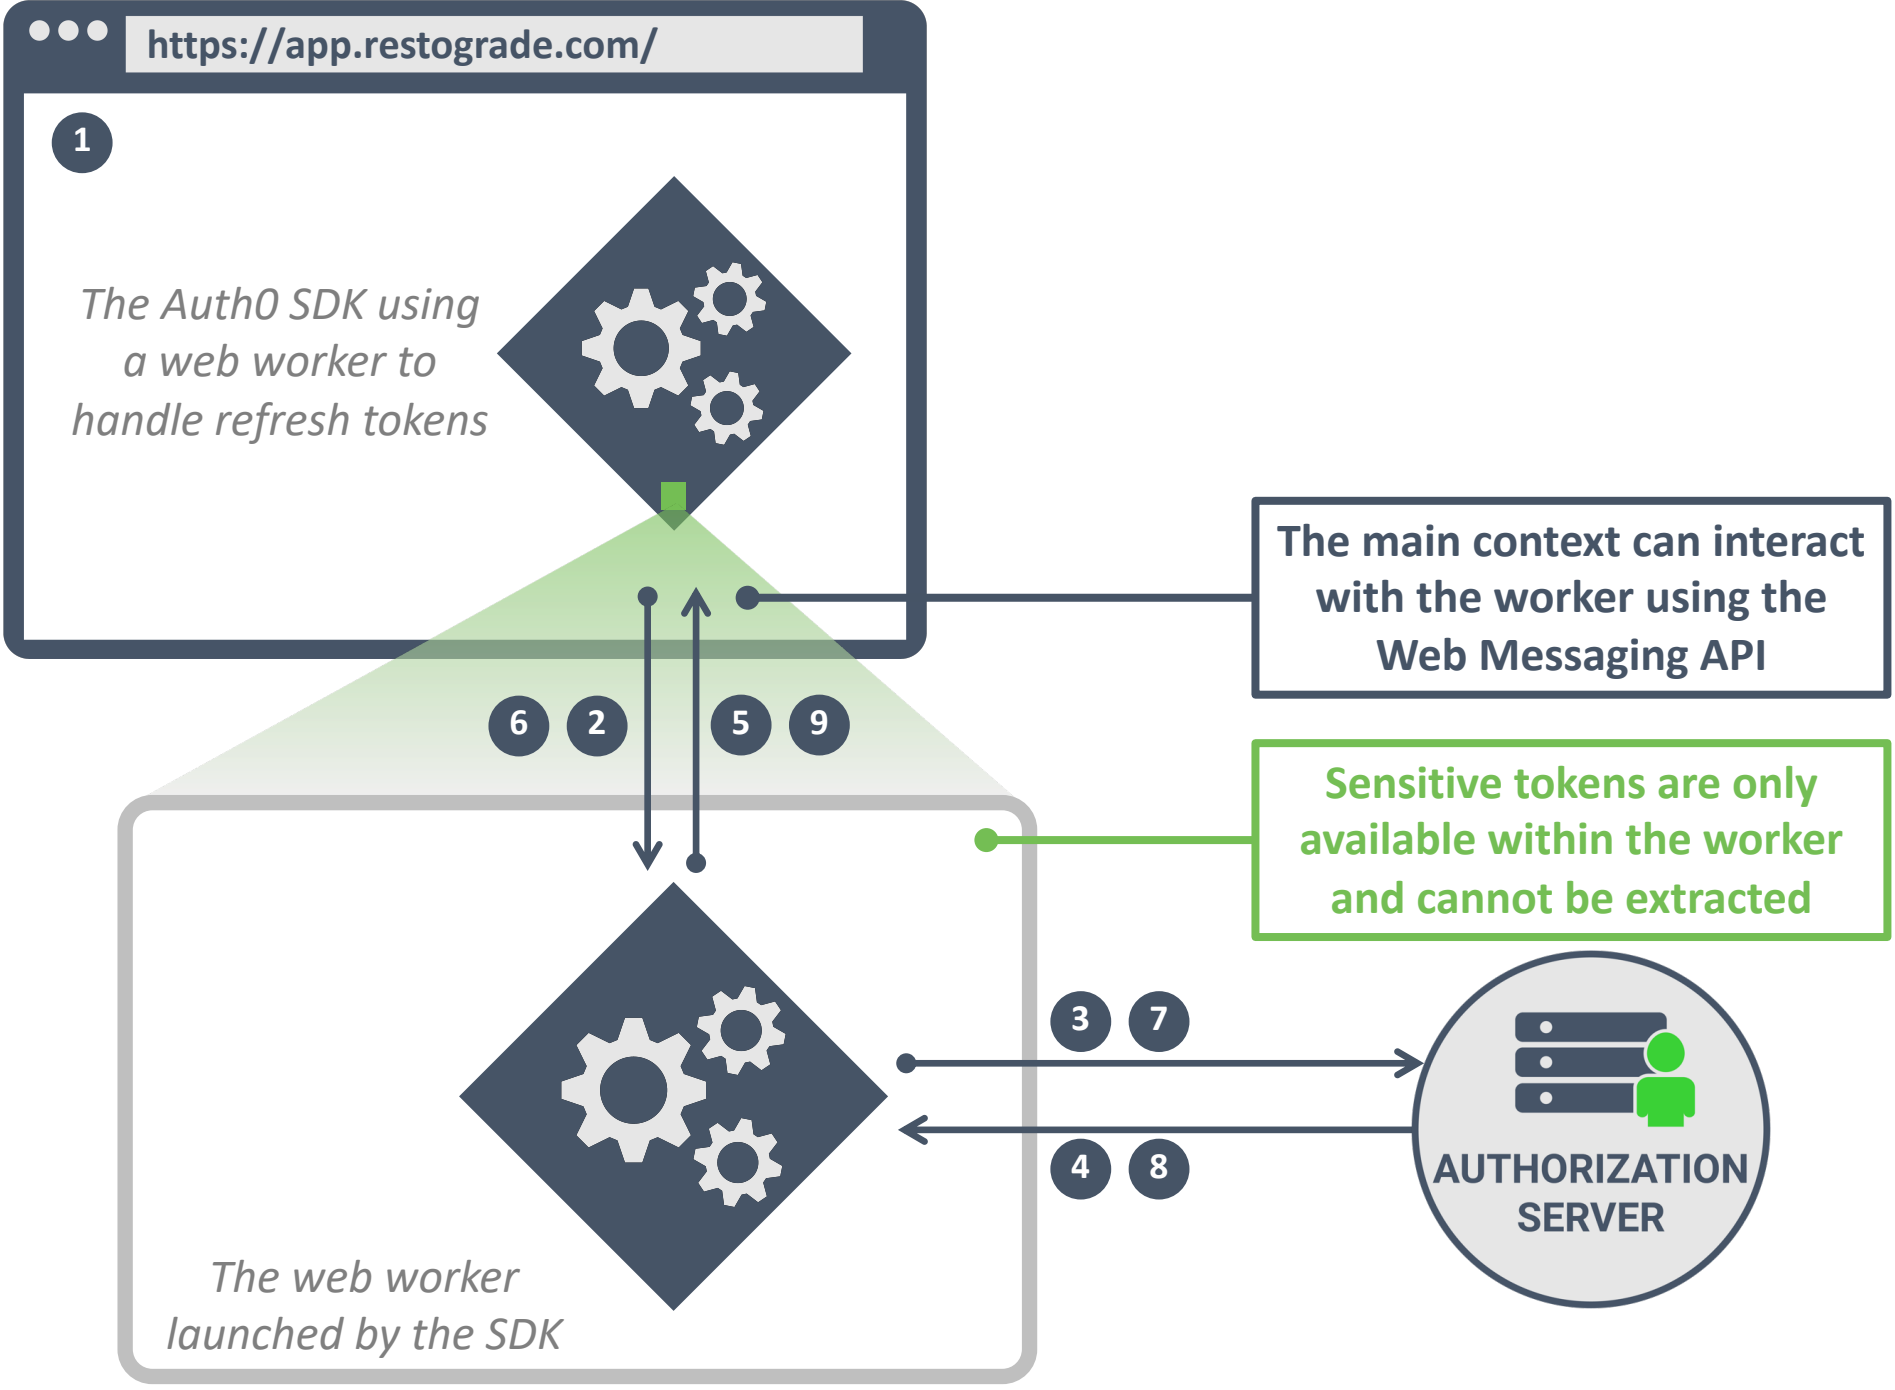 https://app.restograde.com/
1
The Auth0 SDK using
a web worker to
handle refresh tokens
The main context can interact
with the worker using the
Web Messaging API
6 2 5 9
Sensitive tokens are only
available within the worker
and cannot be extracted
3 7
4 8
AUTHORIZATION
SERVER
The web worker
launched by the SDK